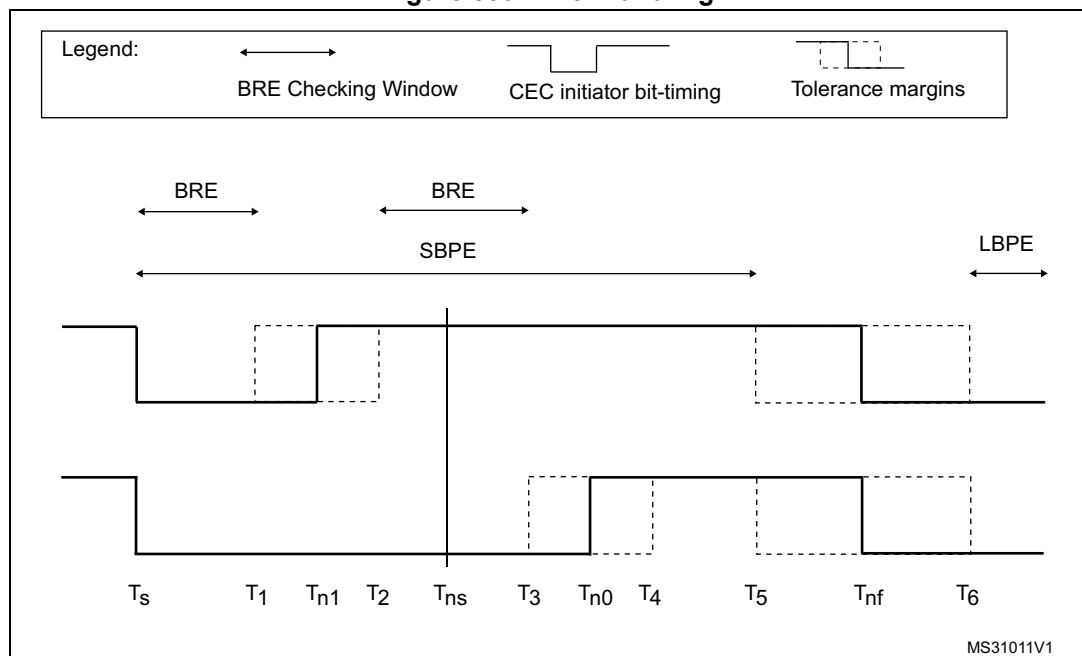 Legend:
BRE Checking Window
CEC initiator bit-timing
Tolerance margins
BRE
BRE
SBPE
LBPE
Ts
T1
Tn1
T2
Tns
T3
Tn0
T4
T5
Tnf
T6
MS31011V1